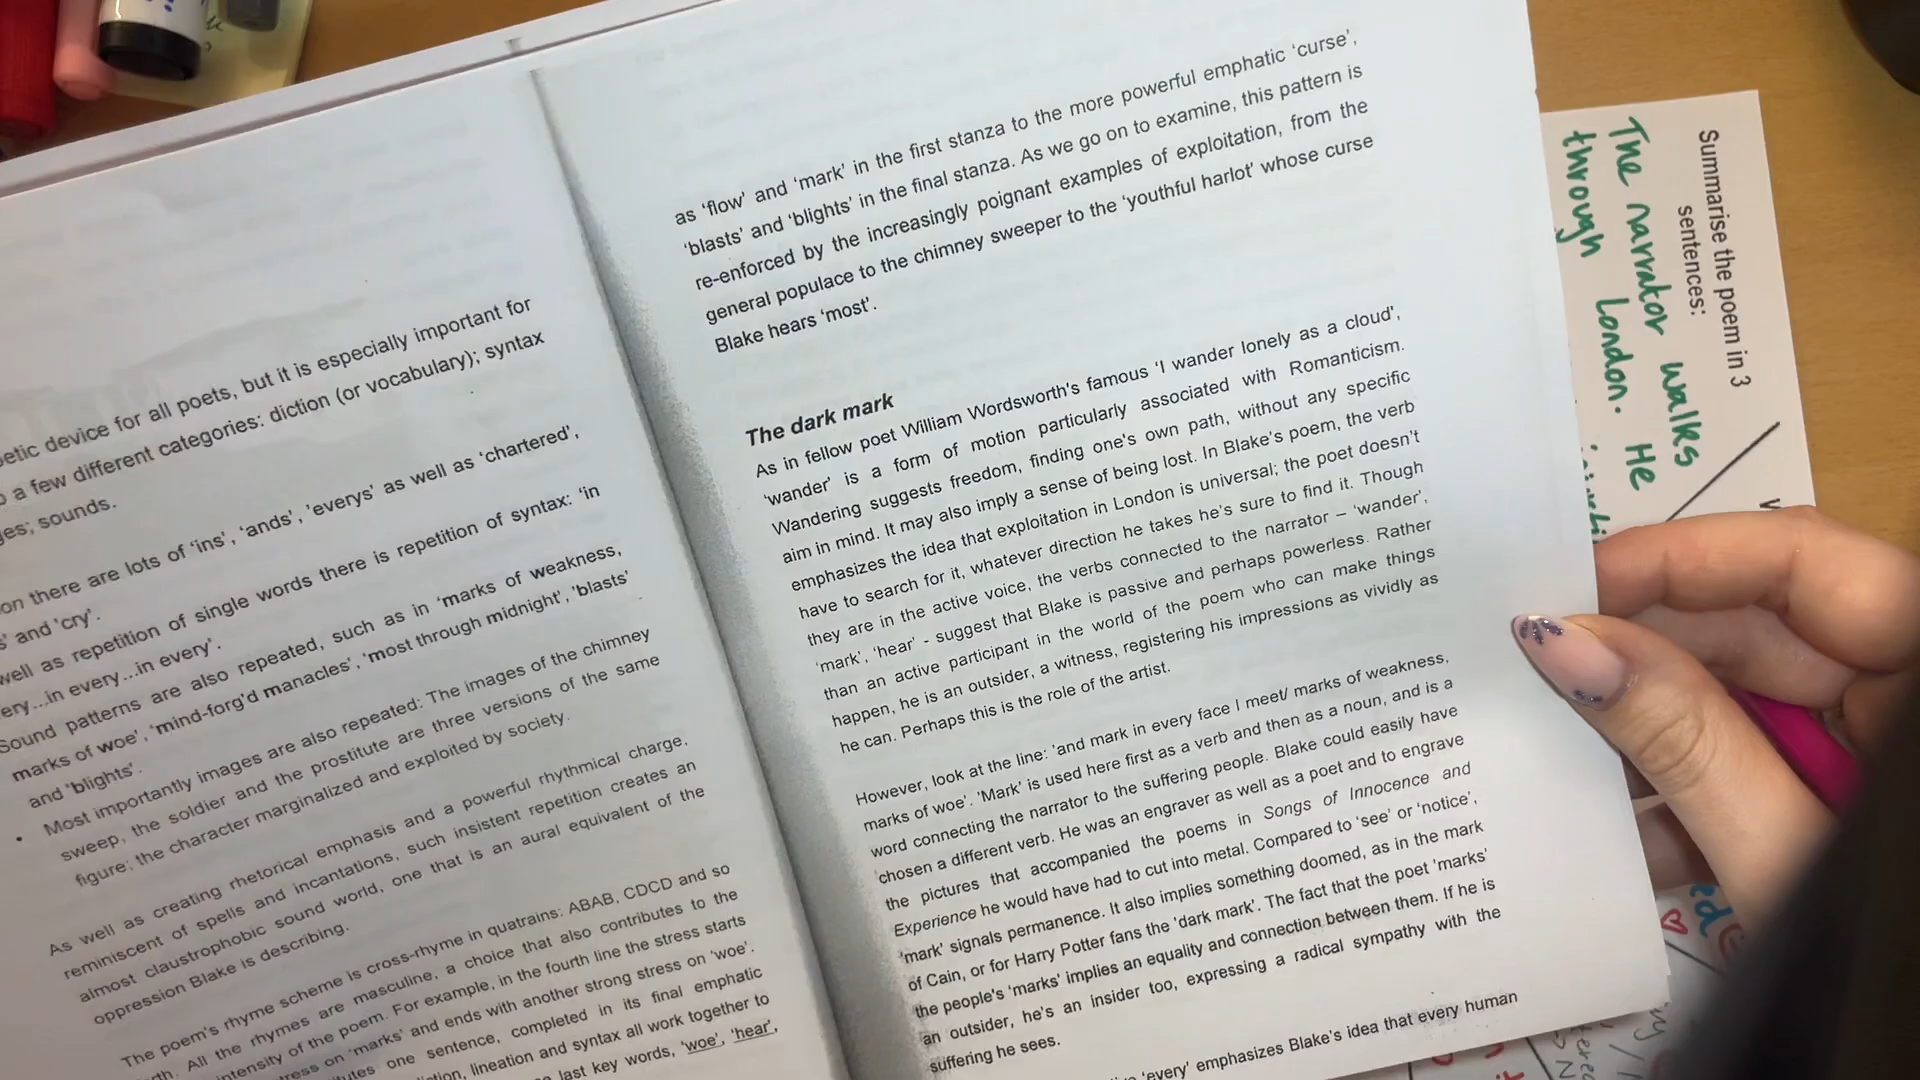 etic device for all poets, but it is especially important for
a few different categories: diction (or vocabulary); syntax
sounds.
on there are lots of 'ins', 'ands', 'everys' as well as 'chartered',
and 'cry'.
well as repetition of single words there is repetition of syntax: 'in
ery...in every...in every'.
Sound patterns are also repeated, such as in 'marks of weakness,
marks of woe', 'mind-forg'd manacles', 'most through midnight', 'blasts'
and 'blights'.
• Most importantly images are also repeated: The images of the chimney
sweep, the soldier and the prostitute are three versions of the same
figure; the character marginalized and exploited by society.
As well as creating rhetorical emphasis and a powerful rhythmical charge,
reminiscent of spells and incantations, such insistent repetition creates an
almost claustrophobic sound world, one that is an aural equivalent of the
oppression Blake is describing.
The poem's rhyme scheme is cross-rhyme in quatrains: ABAB, CDCD and so
rth. All the rhymes are masculine, a choice that also contributes to the
intensity of the poem. For example, in the fourth line the stress starts
on 'marks' and ends with another strong stress on 'woe'.
one sentence, completed in its final emphatic
lineation and syntax all work together to
last key words, 'woe', 'hear',
as 'flow' and 'mark' in the first stanza to the more powerful emphatic 'curse',
'blasts' and 'blights' in the final stanza. As we go on to examine, this pattern is
re-enforced by the increasingly poignant examples of exploitation, from the
general populace to the chimney sweeper to the 'youthful harlot' whose curse
Blake hears 'most'.
The dark mark
As in fellow poet William Wordsworth's famous 'I wander lonely as a cloud',
'wander' is a form of motion particularly associated with Romanticism.
Wandering suggests freedom, finding one's own path, without any specific
aim in mind. It may also imply a sense of being lost. In Blake's poem, the verb
emphasizes the idea that exploitation in London is universal; the poet doesn't
have to search for it, whatever direction he takes he's sure to find it. Though
they are in the active voice, the verbs connected to the narrator – 'wander',
'mark', 'hear' - suggest that Blake is passive and perhaps powerless. Rather
than an active participant in the world of the poem who can make things
happen, he is an outsider, a witness, registering his impressions as vividly as
he can. Perhaps this is the role of the artist.
However, look at the line: 'and mark in every face I meet/ marks of weakness,
marks of woe'. 'Mark' is used here first as a verb and then as a noun, and is a
word connecting the narrator to the suffering people. Blake could easily have
chosen a different verb. He was an engraver as well as a poet and to engrave
the pictures that accompanied the poems in Songs of Innocence and
Experience he would have had to cut into metal. Compared to 'see' or 'notice',
'mark' signals permanence. It also implies something doomed, as in the mark
of Cain, or for Harry Potter fans the 'dark mark'. The fact that the poet 'marks'
the people's 'marks' implies an equality and connection between them. If he is
an outsider, he's an insider too, expressing a radical sympathy with the
suffering he sees.
'every' emphasizes Blake's idea that every human
Summarise the poem in 3
sentences:
The narrator walks
through London. He